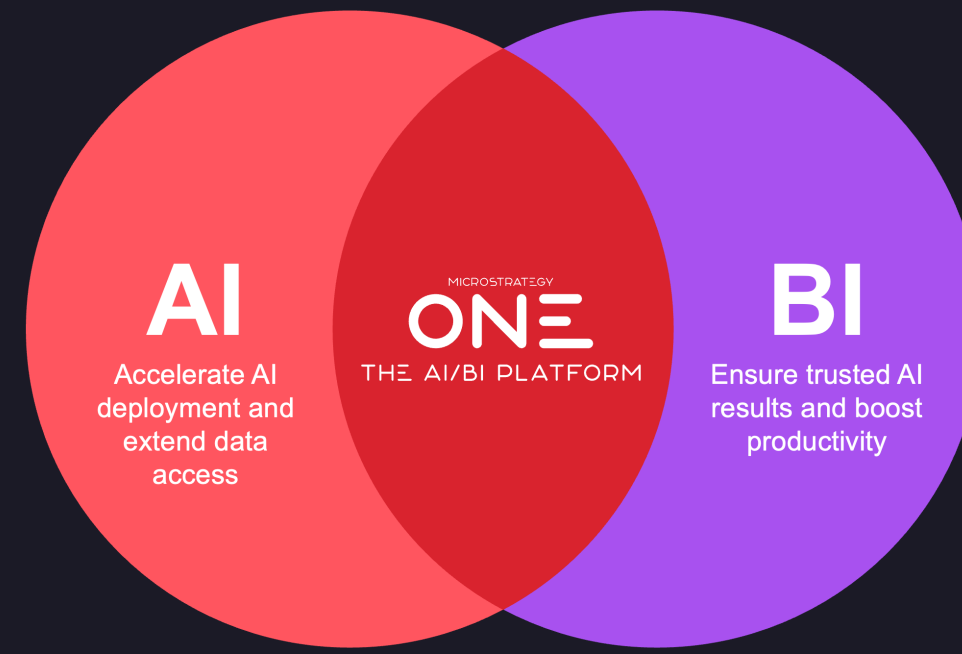 AI
Accelerate AI
deployment and
extend data
access
MICROSTRATEGY
ONE
THE AI/BI PLATFORM
BI
Ensure trusted AI
results and boost
productivity